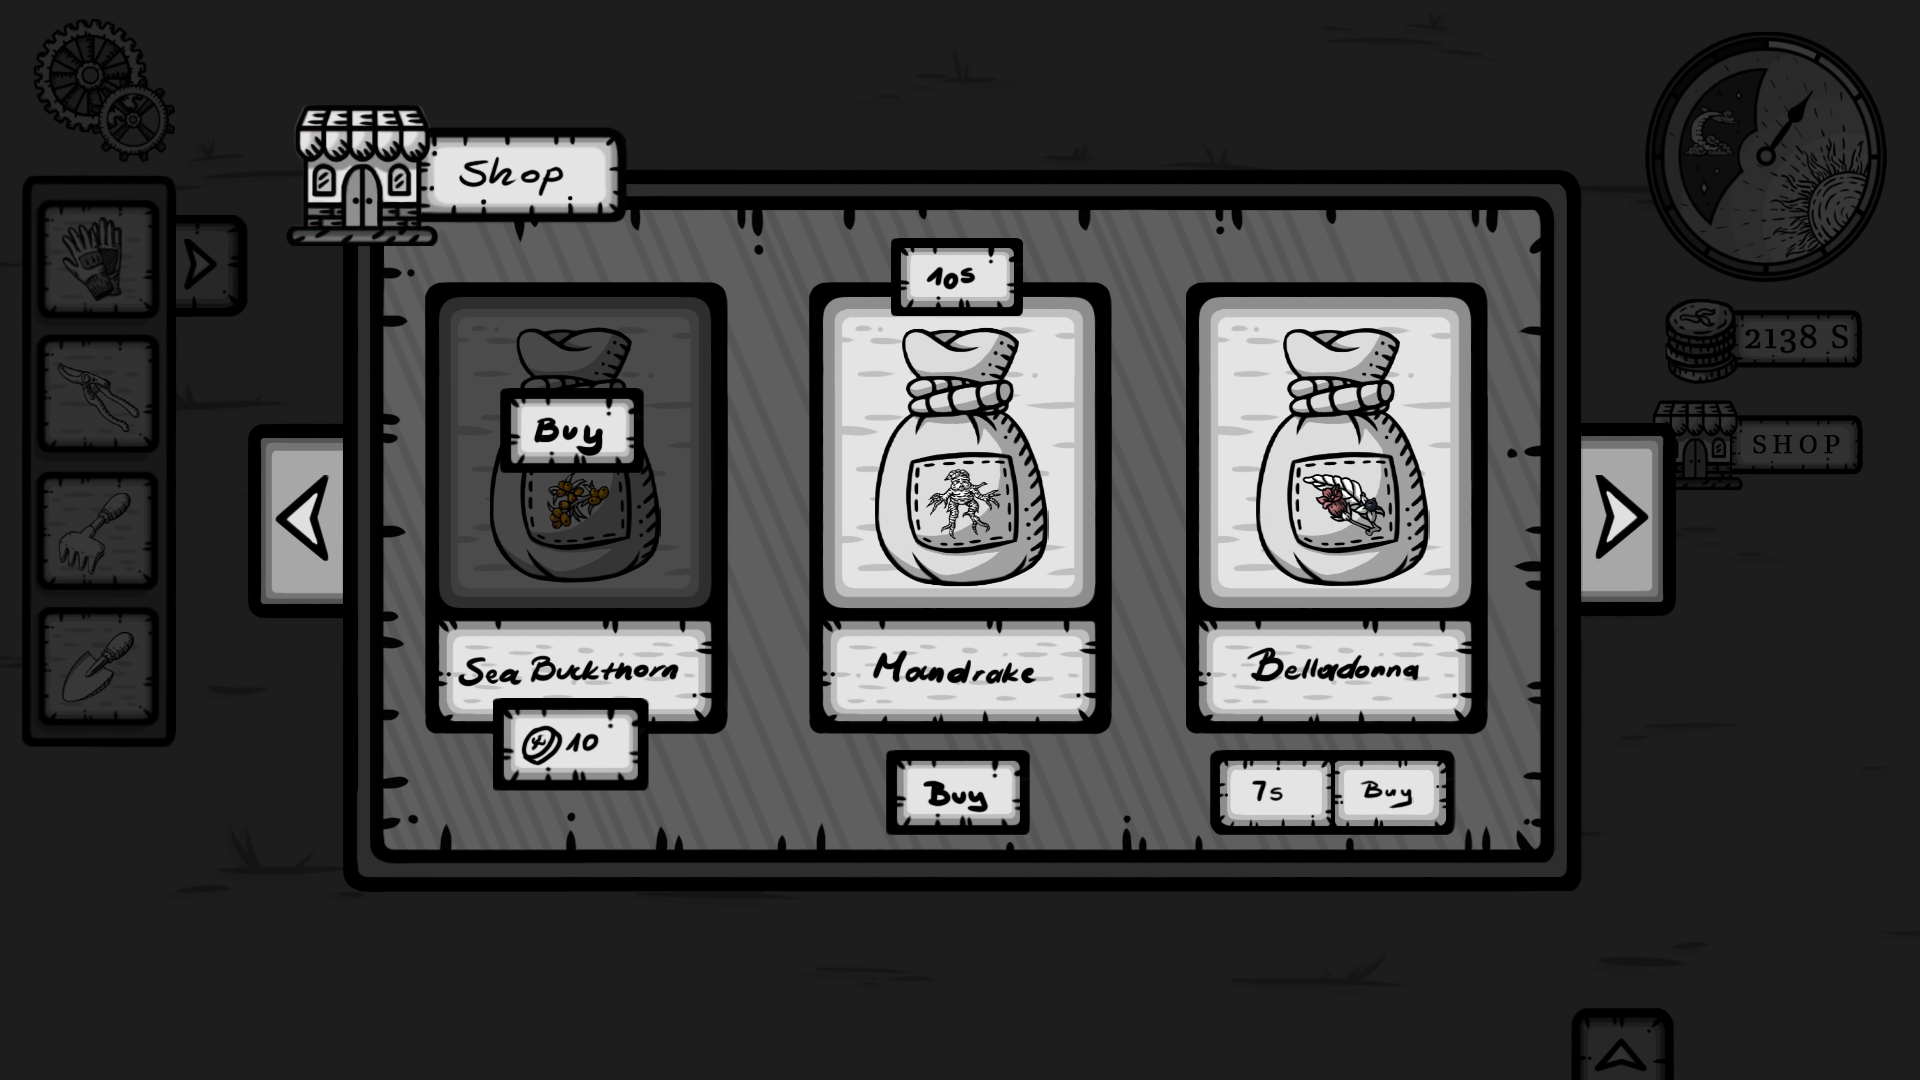 Shop
10s
2138 S
Buy
SHOP
Sea Buckthorn
Mandrake
Belladonna
10
Buy
7s
Buy